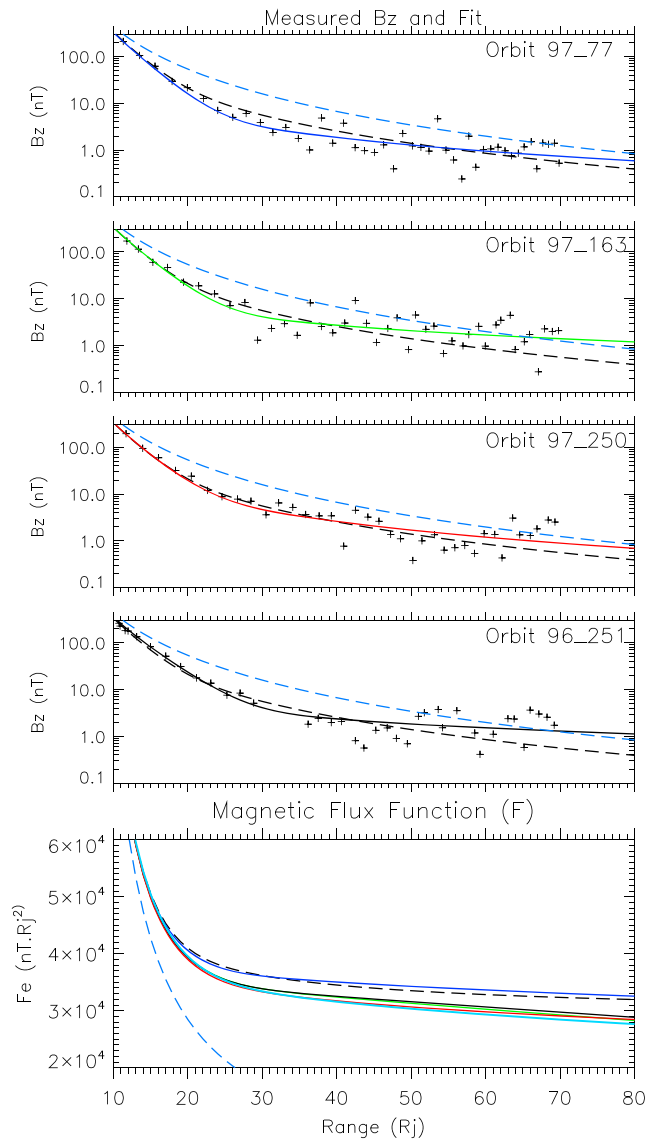 Measured Bz and Fit
Orbit 97_77
100.0
10.0
1.0
0.1
Bz (nT)
Orbit 97_163
100.0
10.0
1.0
0.1
Bz (nT)
Orbit 97_250
100.0
10.0
1.0
0.1
Bz (nT)
Orbit 96_251
100.0
10.0
1.0
0.1
Bz (nT)
Magnetic Flux Function (F)
6×10⁴
5×10⁴
4×10⁴
3×10⁴
2×10⁴
Fe (nT.Rj²)
10 20 30 40 50 60 70 80
Range (Rj)